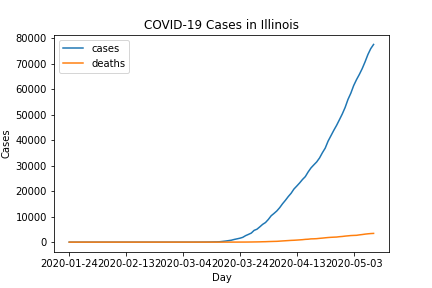 COVID-19 Cases in Illinois
cases
deaths
80000
70000
60000
50000
40000
30000
20000
10000
0
Cases
2020-01-24 2020-02-13 2020-03-04 2020-03-24 2020-04-13 2020-05-03
Day